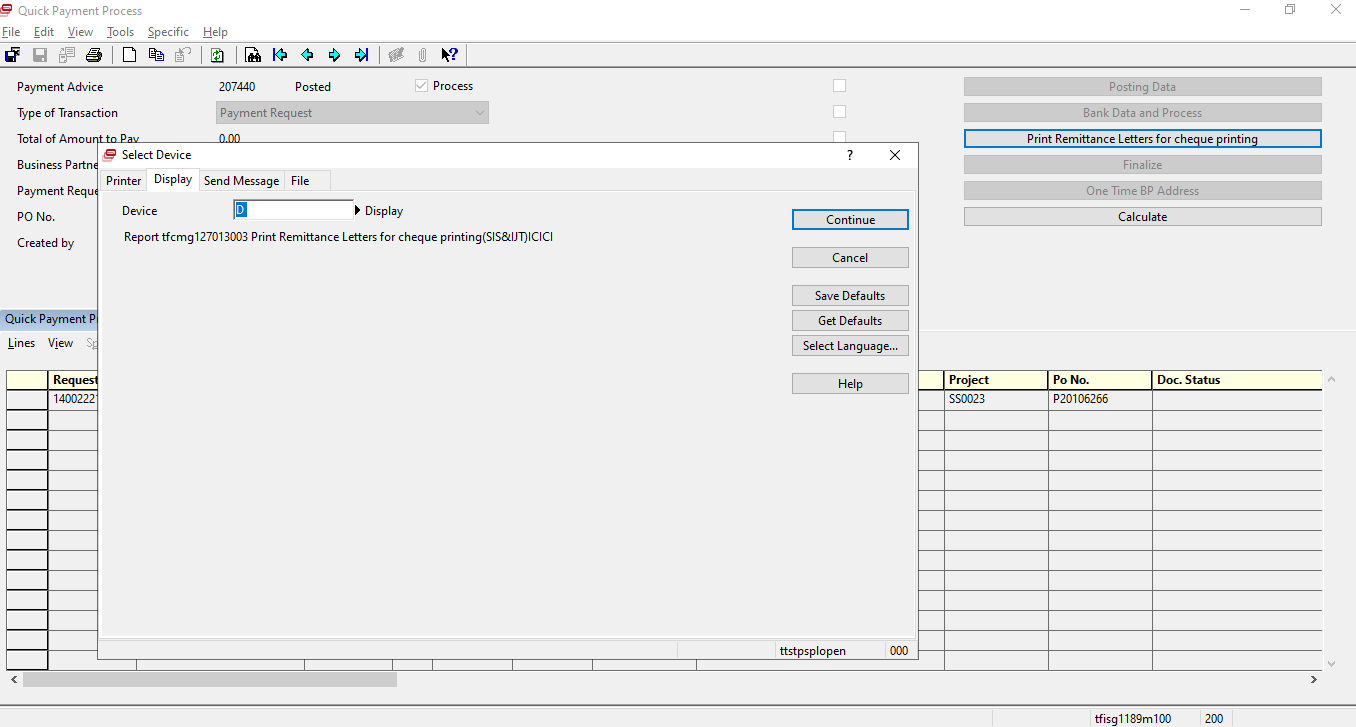 Quick Payment Process
File Edit View Tools Specific Help
Payment Advice 207440 Posted Process Posting Data
Type of Transaction Payment Request Bank Data and Process
Total of Amount to Pay 0.00 Print Remittance Letters for cheque printing
Business Partne Finalize
Payment Reque One Time BP Address
PO No. Calculate
Created by
Select Device ?
Printer Display Send Message File
Device D Display
Report tfcmg127013003 Print Remittance Letters for cheque printing(SIS&IJT)ICICI
Continue
Cancel
Save Defaults
Get Defaults
Select Language...
Help
ttstpsplopen 000
Quick Payment P
Lines View Sp
Request Project Po No. Doc. Status
1400222 SS0023 P20106266
tfisg1189m100 200